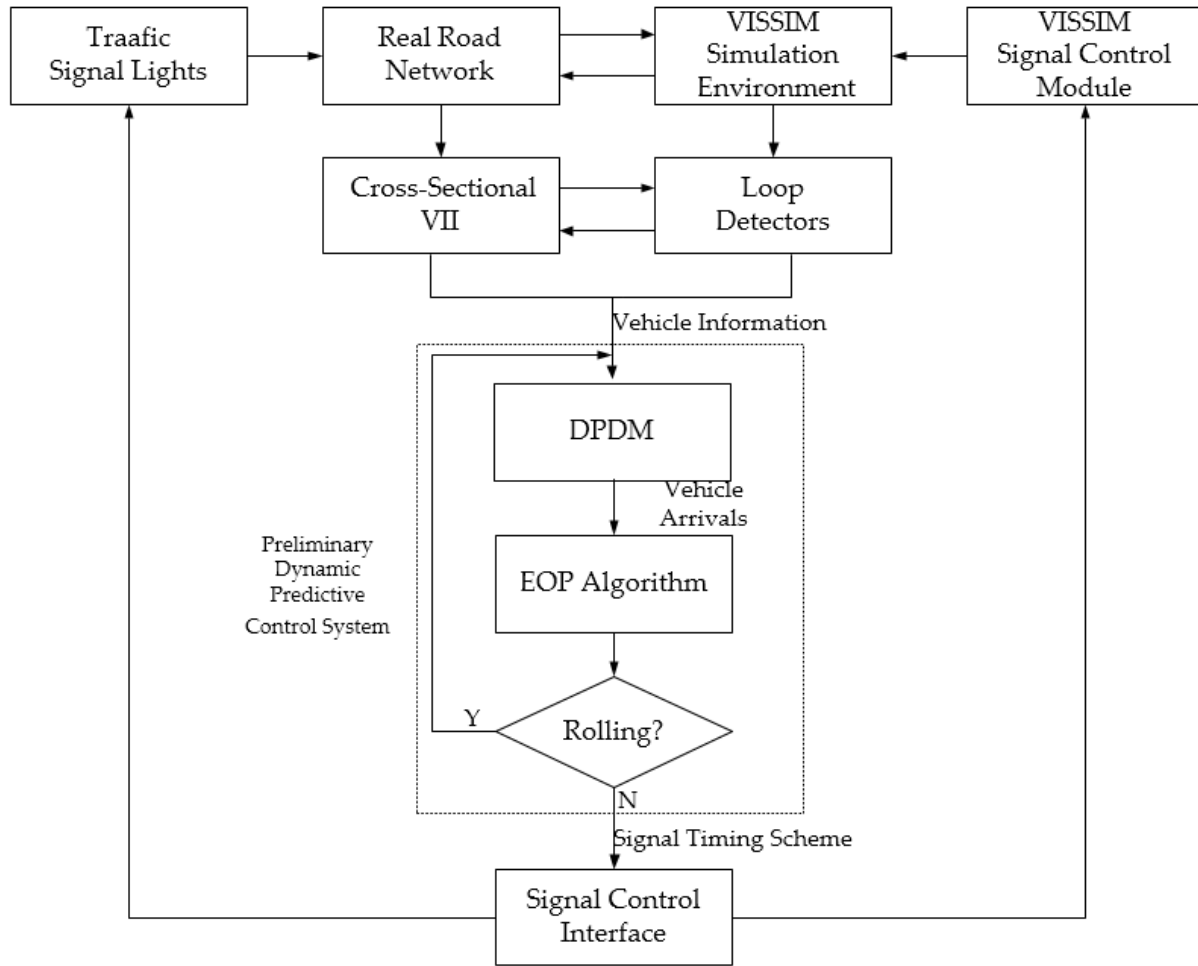 Traafic
Signal Lights
Real Road
Network
VISSIM
Simulation
Environment
VISSIM
Signal Control
Module
Cross-Sectional
VII
Loop
Detectors
Vehicle Information
DPDM
Vehicle
Arrivals
Preliminary
Dynamic
Predictive
Control System
EOP Algorithm
Y
Rolling?
N
Signal Timing Scheme
Signal Control
Interface